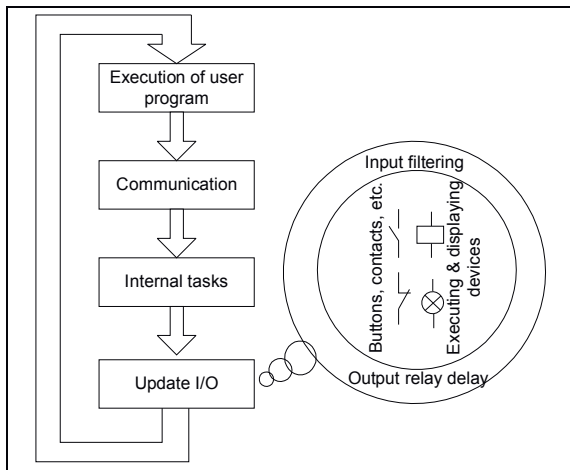 Execution of user
program
Communication
Internal tasks
Update I/O
Input filtering
Buttons, contacts, etc.
Executing & displaying
devices
Output relay delay